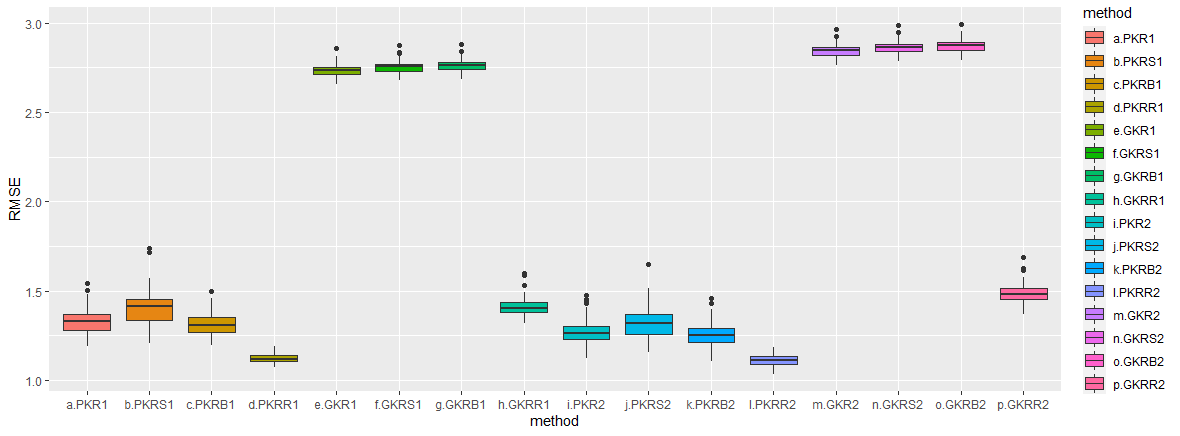 3.0
2.5
2.0
1.5
1.0
RMSE
a.PKR1 b.PKRS1 c.PKRB1 d.PKRR1 e.GKR1 f.GKRS1 g.GKRB1 h.GKRR1 i.PKR2 j.PKRS2 k.PKRB2 l.PKRR2 m.GKR2 n.GKRS2 o.GKRB2 p.GKRR2
method
method
a.PKR1
b.PKRS1
c.PKRB1
d.PKRR1
e.GKR1
f.GKRS1
g.GKRB1
h.GKRR1
i.PKR2
j.PKRS2
k.PKRB2
l.PKRR2
m.GKR2
n.GKRS2
o.GKRB2
p.GKRR2